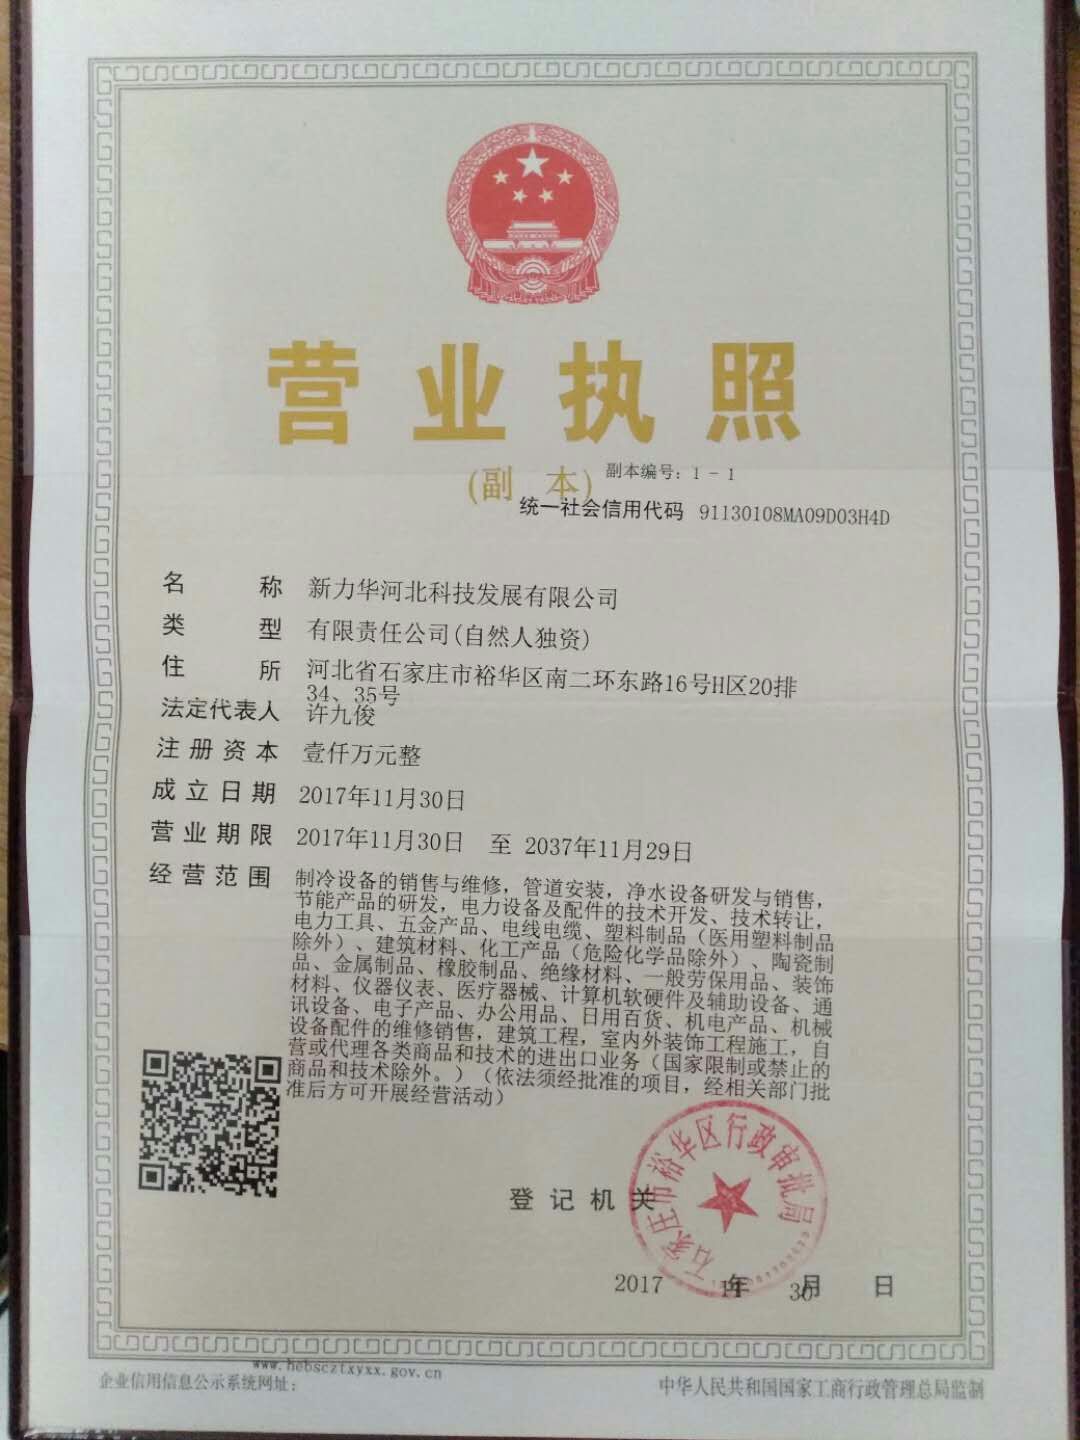 营业执照
(副 本) 副本编号: 1 - 1
统一社会信用代码 91130108MA09D03H4D
名称 新力华河北科技发展有限公司
类型 有限责任公司(自然人独资)
住所 河北省石家庄市裕华区南二环东路16号H区20排
34、35号
法定代表人 许九俊
注册资本 壹仟万元整
成立日期 2017年11月30日
营业期限 2017年11月30日 至 2037年11月29日
经营范围 制冷设备的销售与维修，管道安装，净水设备研发与销售，
节能产品的研发，电力设备及配件的技术开发、技术转让，
电力工具、五金产品、电线电缆、塑料制品（医用塑料制品
除外）、建筑材料、化工产品（危险化学品除外）、陶瓷制
品、金属制品、橡胶制品、绝缘材料、一般劳保用品、装饰
材料、仪器仪表、医疗器械、计算机软硬件及辅助设备、通
讯设备、电子产品、办公用品、日用百货、机电产品、机械
设备配件的维修销售，建筑工程，室内外装饰工程施工，自
营或代理各类商品和技术的进出口业务（国家限制或禁止的
商品和技术除外。）（依法须经批准的项目，经相关部门批
准后方可开展经营活动）
石家庄市裕华区行政审批局
登记机关
2017 年 11 月 30 日
www.hebscztxyxx.gov.cn
企业信用信息公示系统网址:
中华人民共和国国家工商行政管理总局监制